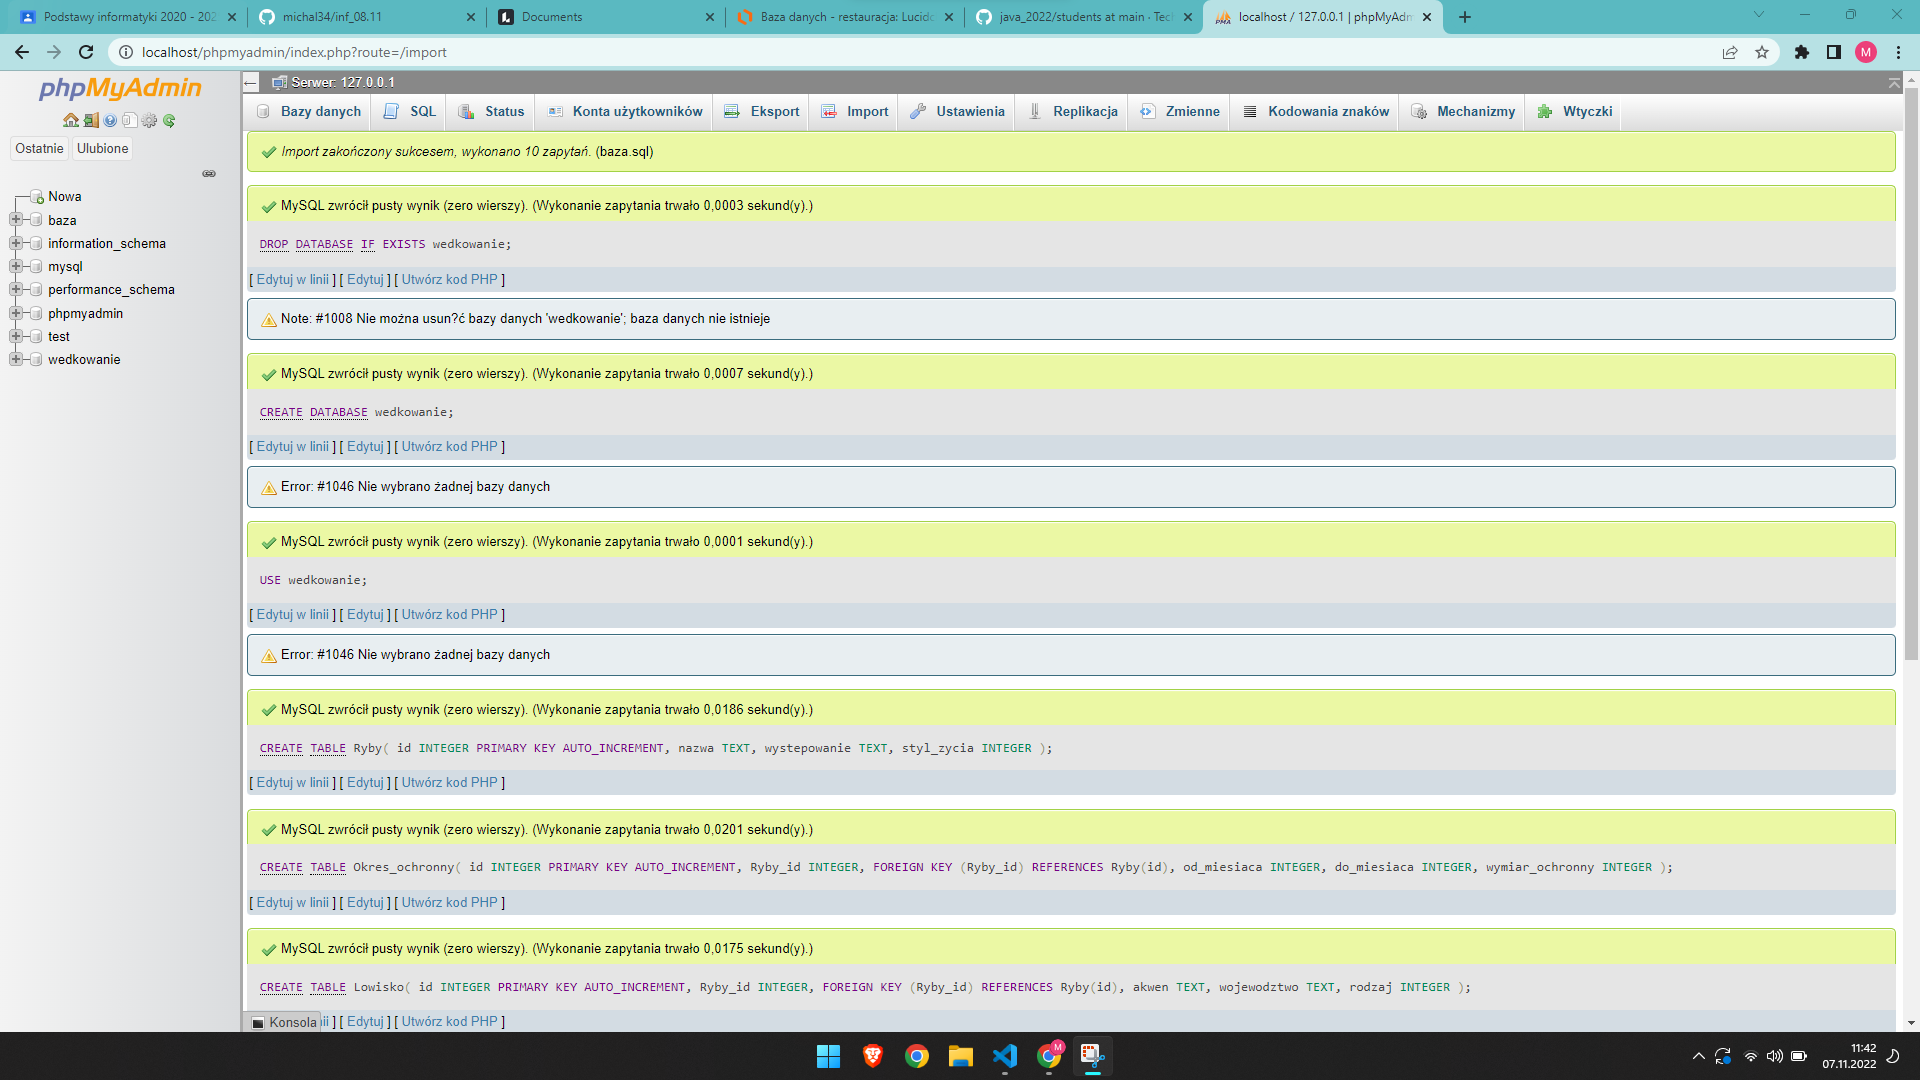 Podstawy informatyki 2020 - 202
michal34/inf_08.11
Documents
Baza danych - restauracja: Lucid
java_2022/students at main · Tec
localhost / 127.0.0.1 | phpMyAdm
localhost/phpmyadmin/index.php?route=/import
M
phpMyAdmin
Ostatnie
Ulubione
Nowa
baza
information_schema
mysql
performance_schema
phpmyadmin
test
wedkowanie
Serwer: 127.0.0.1
Bazy danych
SQL
Status
Konta użytkowników
Eksport
Import
Ustawienia
Replikacja
Zmienne
Kodowania znaków
Mechanizmy
Wtyczki
Import zakończony sukcesem, wykonano 10 zapytań. (baza.sql)
MySQL zwrócił pusty wynik (zero wierszy). (Wykonanie zapytania trwało 0,0003 sekund(y).)
DROP DATABASE IF EXISTS wedkowanie;
[ Edytuj w linii ] [ Edytuj ] [ Utwórz kod PHP ]
Note: #1008 Nie można usun?ć bazy danych 'wedkowanie'; baza danych nie istnieje
MySQL zwrócił pusty wynik (zero wierszy). (Wykonanie zapytania trwało 0,0007 sekund(y).)
CREATE DATABASE wedkowanie;
[ Edytuj w linii ] [ Edytuj ] [ Utwórz kod PHP ]
Error: #1046 Nie wybrano żadnej bazy danych
MySQL zwrócił pusty wynik (zero wierszy). (Wykonanie zapytania trwało 0,0001 sekund(y).)
USE wedkowanie;
[ Edytuj w linii ] [ Edytuj ] [ Utwórz kod PHP ]
Error: #1046 Nie wybrano żadnej bazy danych
MySQL zwrócił pusty wynik (zero wierszy). (Wykonanie zapytania trwało 0,0186 sekund(y).)
CREATE TABLE Ryby( id INTEGER PRIMARY KEY AUTO_INCREMENT, nazwa TEXT, wystepowanie TEXT, styl_zycia INTEGER );
[ Edytuj w linii ] [ Edytuj ] [ Utwórz kod PHP ]
MySQL zwrócił pusty wynik (zero wierszy). (Wykonanie zapytania trwało 0,0201 sekund(y).)
CREATE TABLE Okres_ochronny( id INTEGER PRIMARY KEY AUTO_INCREMENT, Ryby_id INTEGER, FOREIGN KEY (Ryby_id) REFERENCES Ryby(id), od_miesiaca INTEGER, do_miesiaca INTEGER, wymiar_ochronny INTEGER );
[ Edytuj w linii ] [ Edytuj ] [ Utwórz kod PHP ]
MySQL zwrócił pusty wynik (zero wierszy). (Wykonanie zapytania trwało 0,0175 sekund(y).)
CREATE TABLE Lowisko( id INTEGER PRIMARY KEY AUTO_INCREMENT, Ryby_id INTEGER, FOREIGN KEY (Ryby_id) REFERENCES Ryby(id), akwen TEXT, wojewodztwo TEXT, rodzaj INTEGER );
Konsola
ii ] [ Edytuj ] [ Utwórz kod PHP ]
M
11:42
07.11.2022